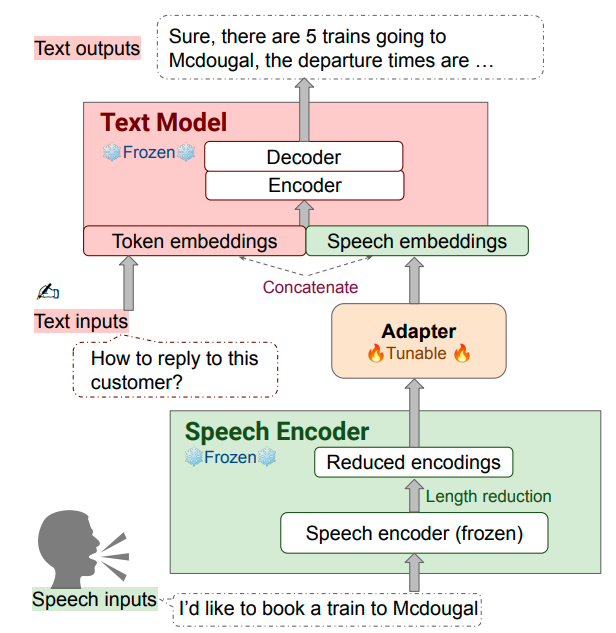 Text outputs
Sure, there are 5 trains going to
Mcdougal, the departure times are …
Text Model
❄️Frozen❄️
Decoder
Encoder
Token embeddings
Speech embeddings
Concatenate
✍
Text inputs
How to reply to this
customer?
Adapter
🔥Tunable 🔥
Speech Encoder
❄️Frozen❄️
Reduced encodings
Length reduction
Speech encoder (frozen)
Speech inputs
I’d like to book a train to Mcdougal